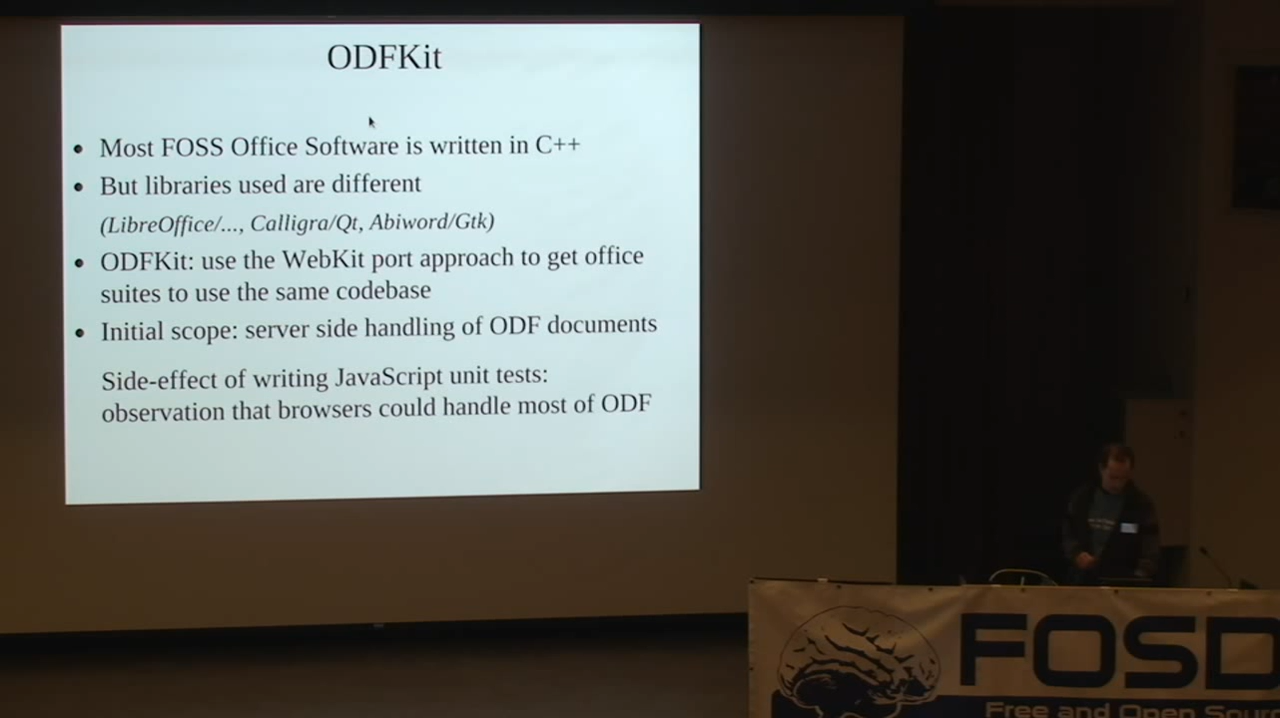 ODFKit
• Most FOSS Office Software is written in C++
• But libraries used are different
(LibreOffice/..., Calligra/Qt, Abiword/Gtk)
• ODFKit: use the WebKit port approach to get office
suites to use the same codebase
• Initial scope: server side handling of ODF documents
Side-effect of writing JavaScript unit tests:
observation that browsers could handle most of ODF
FOSD
Free and Open Sour